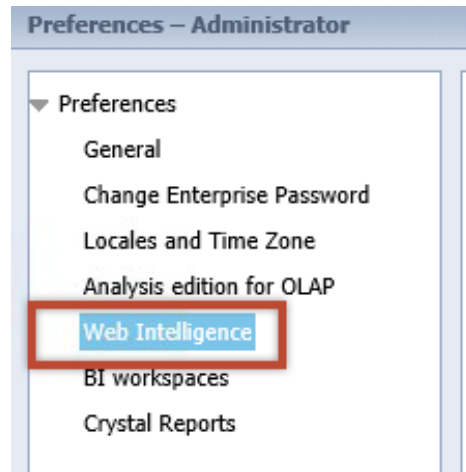 Preferences – Administrator
Preferences
General
Change Enterprise Password
Locales and Time Zone
Analysis edition for OLAP
Web Intelligence
BI workspaces
Crystal Reports